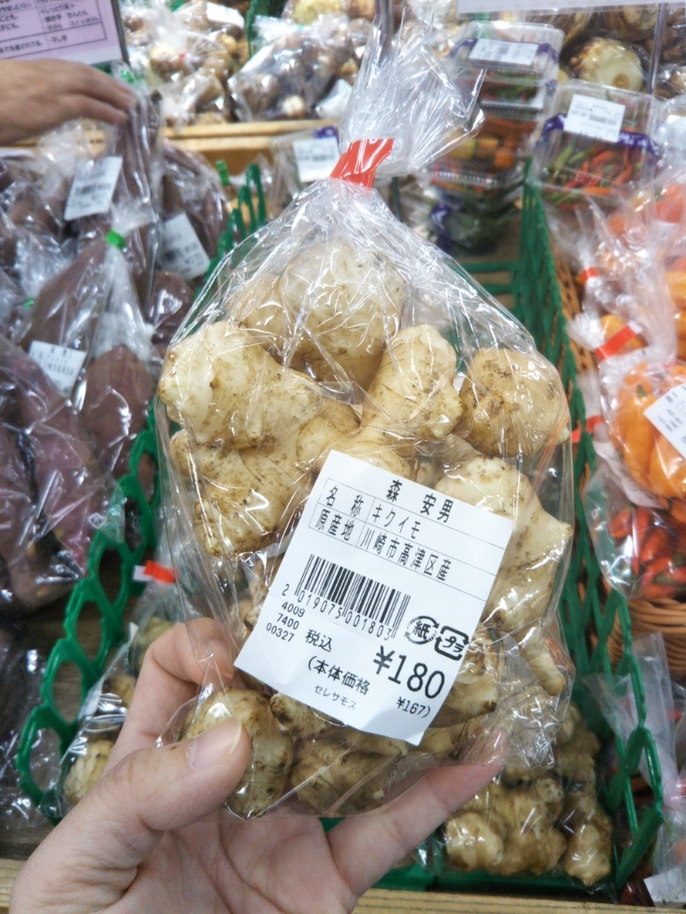 森 安男
名 称 キクイモ
原産地 川崎市高津区産
2 019075 001803
4009
7400
00327
税込
紙 プラ
¥180
(本体価格 ¥167)
セレサモス